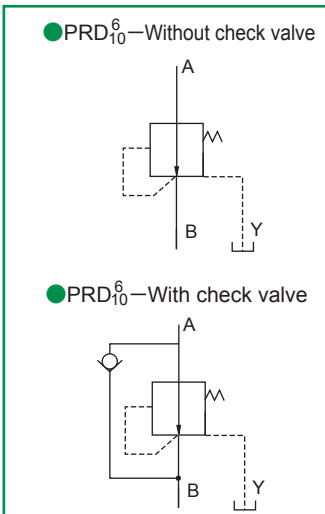 ●PRD⁶₁₀—Without check valve
A
B
Y
●PRD⁶₁₀—With check valve
A
B
Y